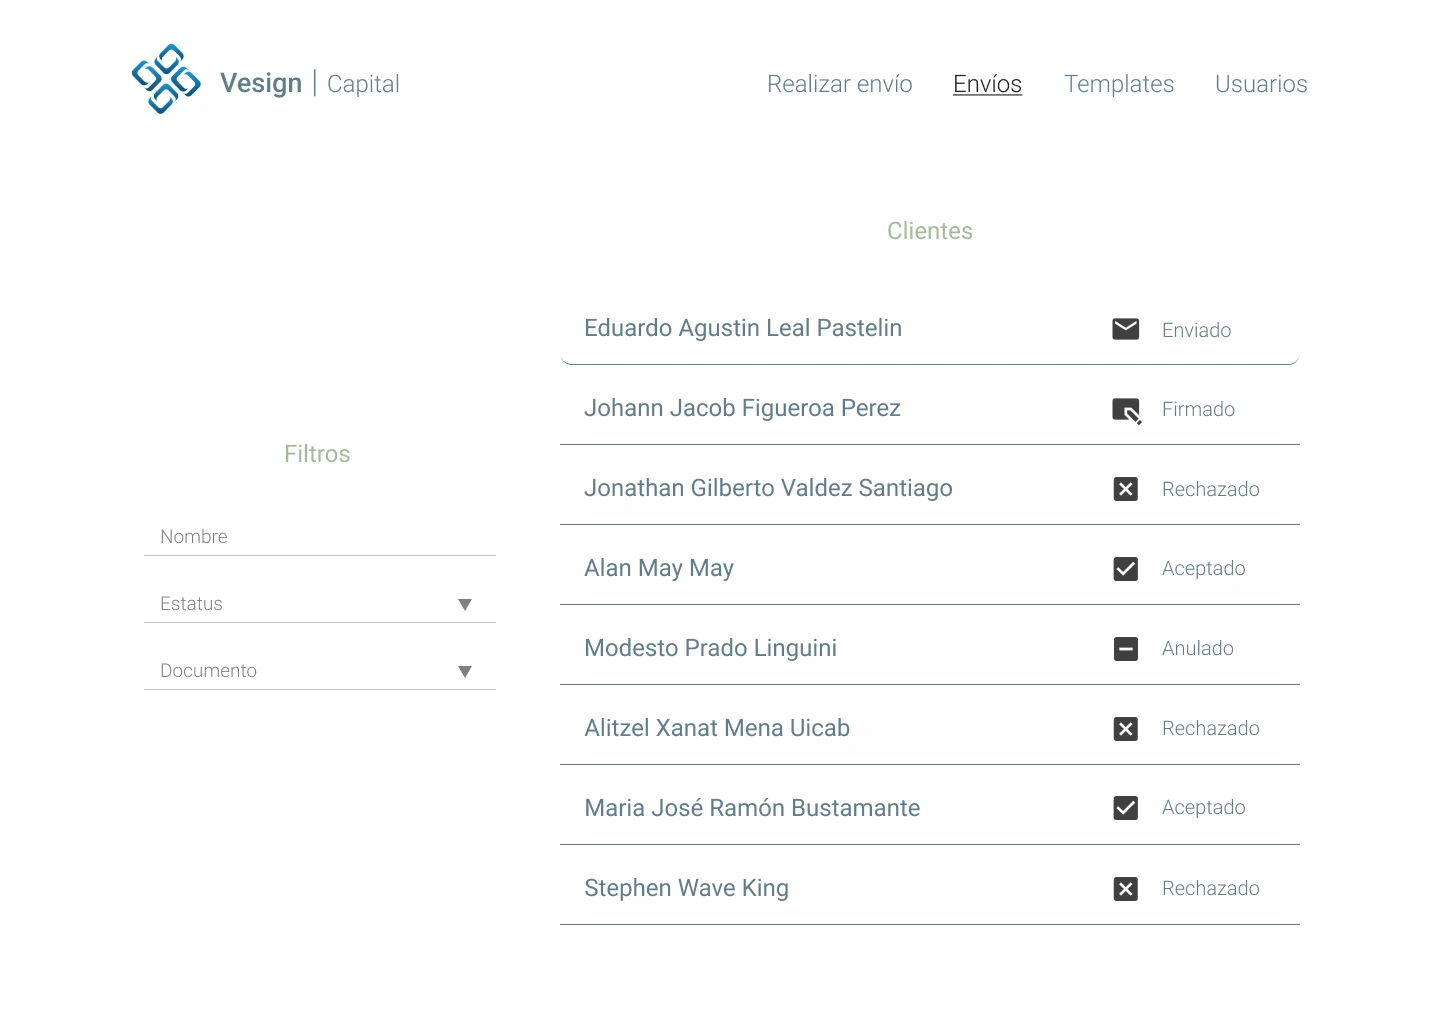 Vesign | Capital
Realizar envío Envíos Templates Usuarios
Clientes
Eduardo Agustin Leal Pastelin Enviado
Johann Jacob Figueroa Perez Firmado
Jonathan Gilberto Valdez Santiago Rechazado
Alan May May Aceptado
Modesto Prado Linguini Anulado
Alitzel Xanat Mena Uicab Rechazado
Maria José Ramón Bustamante Aceptado
Stephen Wave King Rechazado
Filtros
Nombre
Estatus
Documento